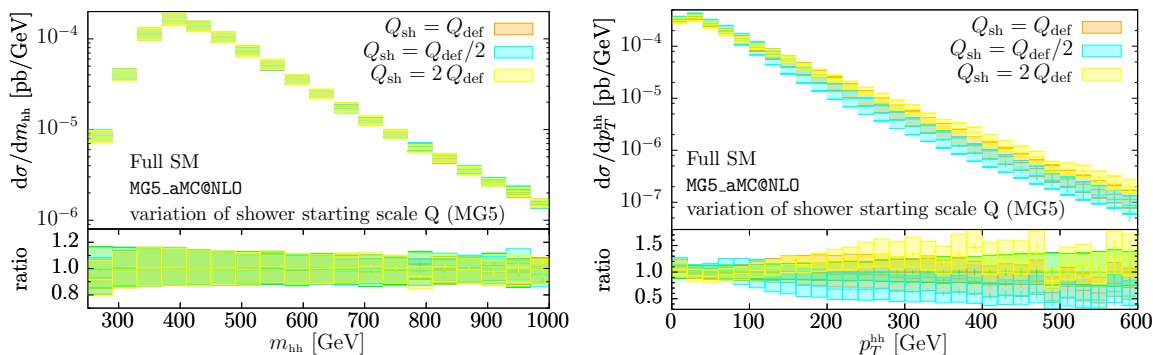 dσ/dm_hh [pb/GeV]
10⁻⁴
10⁻⁵
10⁻⁶
Q_sh = Q_def
Q_sh = Q_def/2
Q_sh = 2 Q_def
Full SM
MG5_aMC@NLO
variation of shower starting scale Q (MG5)
ratio
1.2
1.0
0.8
300 400 500 600 700 800 900 1000
m_hh [GeV]
dσ/dp_T^hh [pb/GeV]
10⁻⁴
10⁻⁵
10⁻⁶
10⁻⁷
Q_sh = Q_def
Q_sh = Q_def/2
Q_sh = 2 Q_def
Full SM
MG5_aMC@NLO
variation of shower starting scale Q (MG5)
ratio
1.5
1.0
0.5
0 100 200 300 400 500 600
p_T^hh [GeV]